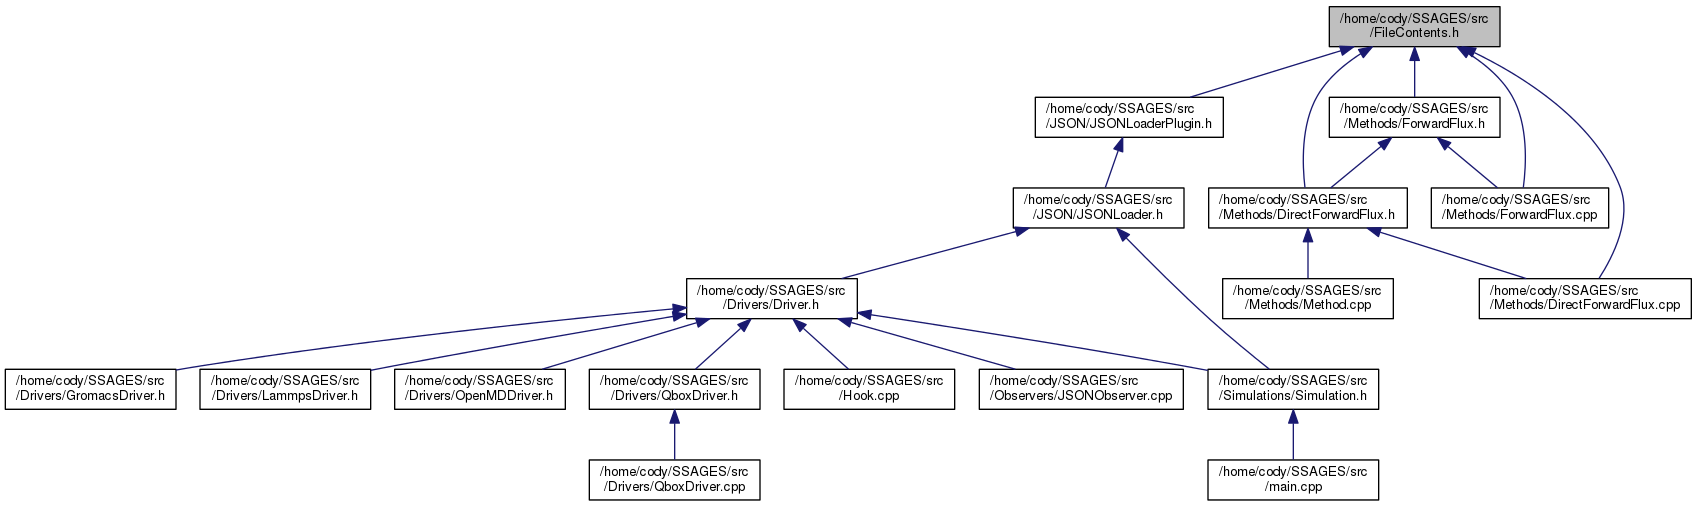 /home/cody/SSAGES/src
/FileContents.h
/home/cody/SSAGES/src
/JSON/JSONLoaderPlugin.h
/home/cody/SSAGES/src
/Methods/ForwardFlux.h
/home/cody/SSAGES/src
/JSON/JSONLoader.h
/home/cody/SSAGES/src
/Methods/DirectForwardFlux.h
/home/cody/SSAGES/src
/Methods/ForwardFlux.cpp
/home/cody/SSAGES/src
/Drivers/Driver.h
/home/cody/SSAGES/src
/Methods/Method.cpp
/home/cody/SSAGES/src
/Methods/DirectForwardFlux.cpp
/home/cody/SSAGES/src
/Drivers/GromacsDriver.h
/home/cody/SSAGES/src
/Drivers/LammpsDriver.h
/home/cody/SSAGES/src
/Drivers/OpenMDDriver.h
/home/cody/SSAGES/src
/Drivers/QboxDriver.h
/home/cody/SSAGES/src
/Hook.cpp
/home/cody/SSAGES/src
/Observers/JSONObserver.cpp
/home/cody/SSAGES/src
/Simulations/Simulation.h
/home/cody/SSAGES/src
/Drivers/QboxDriver.cpp
/home/cody/SSAGES/src
/main.cpp